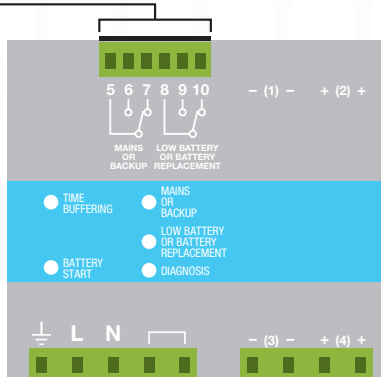 5 6 7 8 9 10
MAINS
OR
BACKUP
LOW BATTERY
OR BATTERY
REPLACEMENT
− (1) −
+ (2) +
TIME
BUFFERING
MAINS
OR
BACKUP
LOW BATTERY
OR BATTERY
REPLACEMENT
BATTERY
START
DIAGNOSIS
L N
− (3) −
+ (4) +